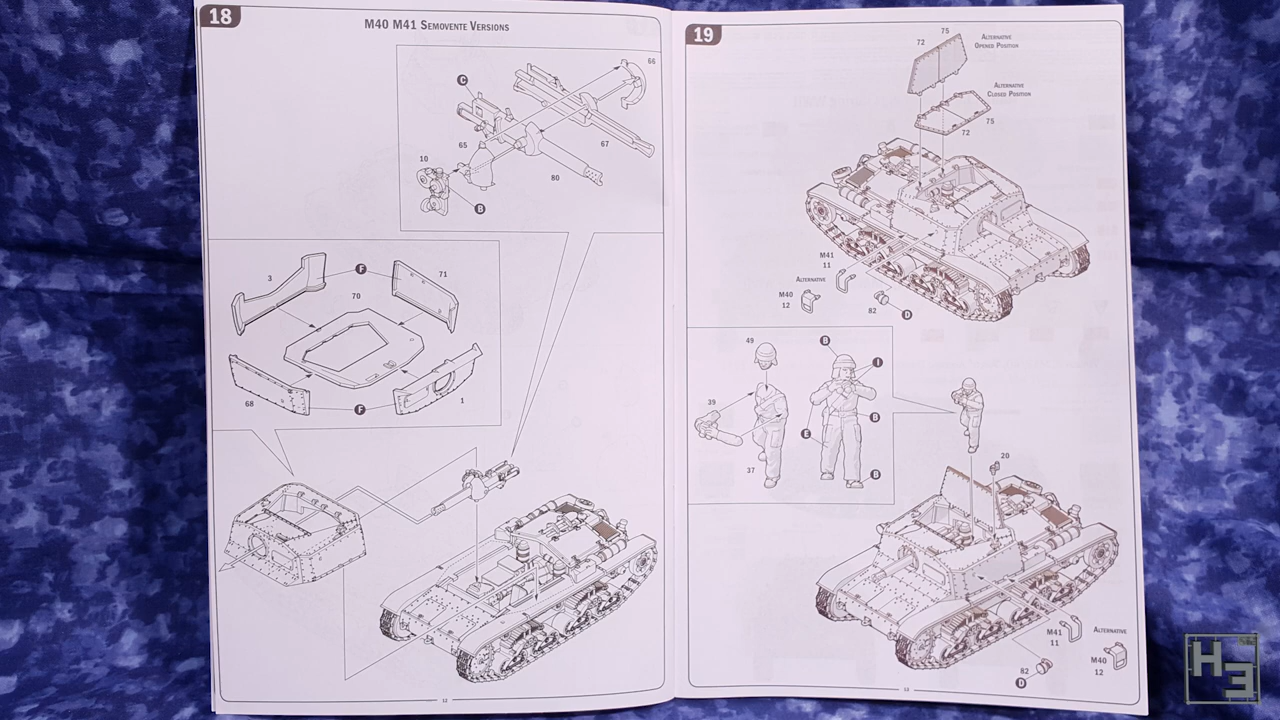 18
M40 M41 SEMOVENTE VERSIONS
66
C
65
67
10
80
B
3
F
71
70
68
F
1
12
19
75
72
ALTERNATIVE
OPENED POSITION
ALTERNATIVE
CLOSED POSITION
75
72
M41
11
ALTERNATIVE
M40
12
82
D
49
B
I
39
B
E
37
B
20
M41
11
ALTERNATIVE
M40
12
82
D
13
H3